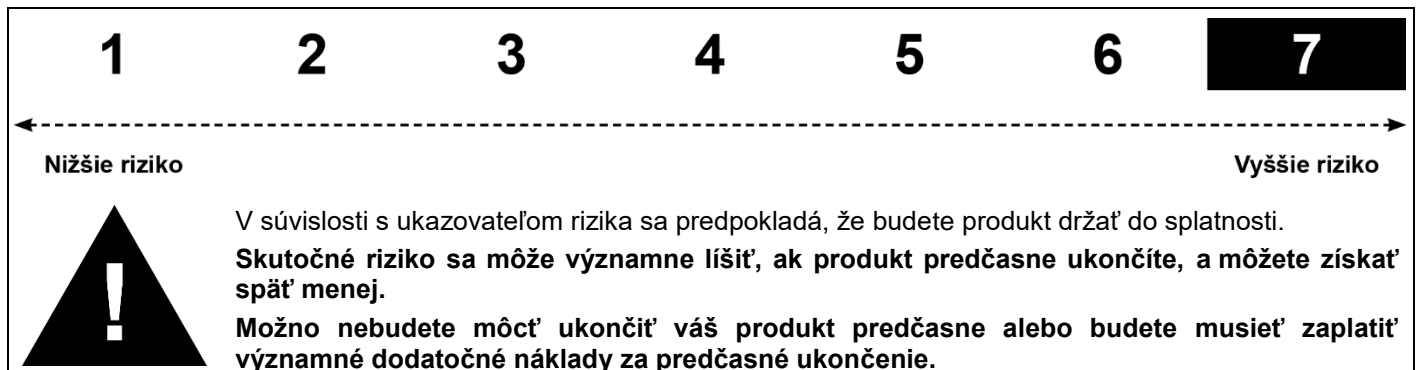 1 2 3 4 5 6 7
Nižšie riziko Vyššie riziko
V súvislosti s ukazovateľom rizika sa predpokladá, že budete produkt držať do splatnosti.
Skutočné riziko sa môže významne líšiť, ak produkt predčasne ukončíte, a môžete získať
späť menej.
Možno nebudete môcť ukončiť váš produkt predčasne alebo budete musieť zaplatiť
významné dodatočné náklady za predčasné ukončenie.
!